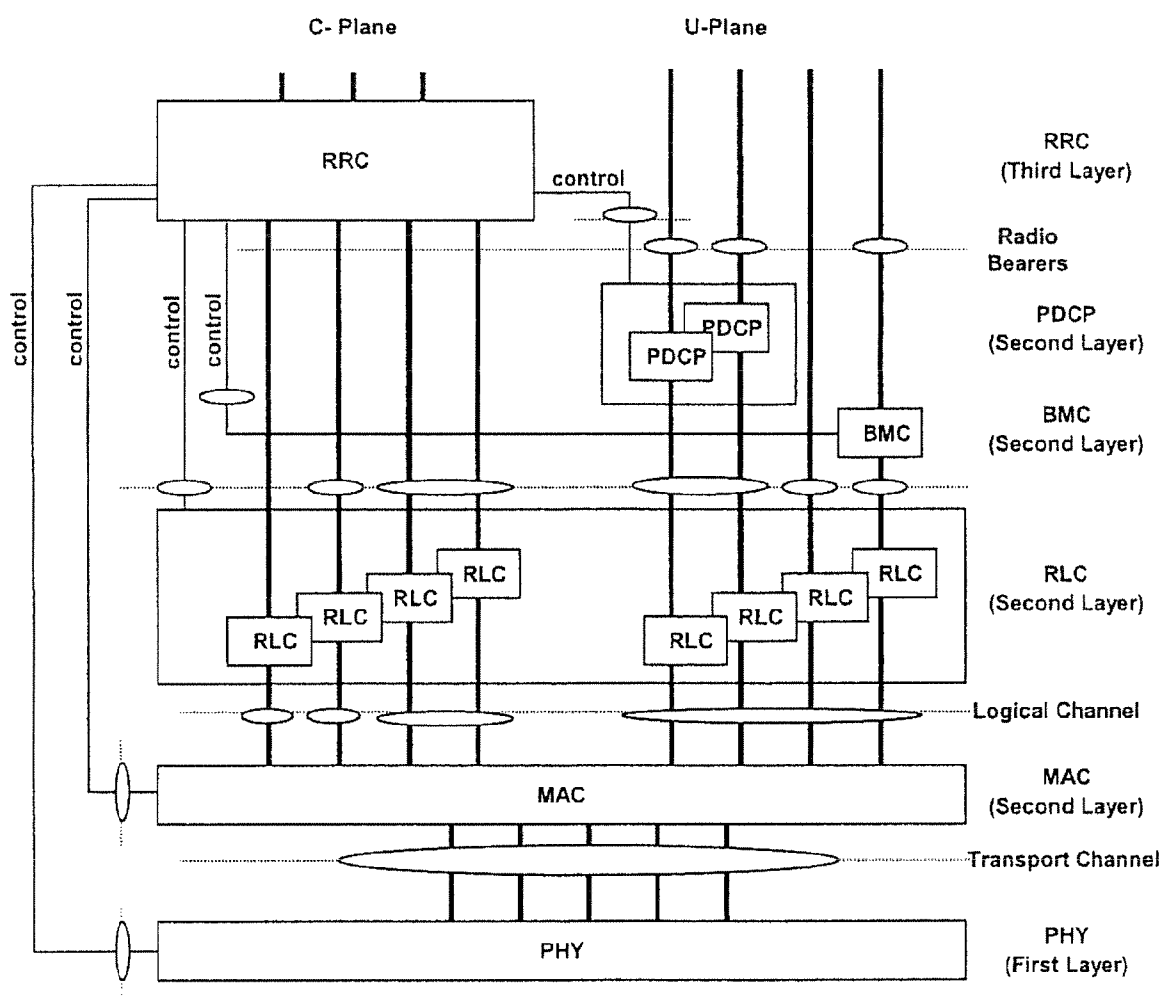 C- Plane
U-Plane
RRC
RRC
(Third Layer)
control
Radio
Bearers
control
control
control
control
PDCP
PDCP
PDCP
(Second Layer)
BMC
BMC
(Second Layer)
RLC
RLC
RLC
RLC
RLC
RLC
RLC
RLC
RLC
(Second Layer)
Logical Channel
MAC
MAC
(Second Layer)
Transport Channel
PHY
PHY
(First Layer)